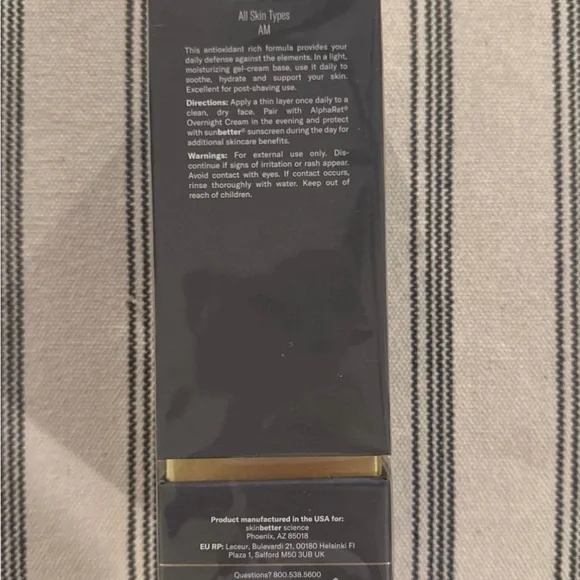 All Skin Types
AM
This antioxidant rich formula provides your
daily defense against the elements. In a light,
moisturizing gel-cream base, use it daily to
soothe, hydrate and support your skin.
Excellent for post-shaving use.
Directions: Apply a thin layer once daily to a
clean, dry face. Pair with AlphaRet®
Overnight Cream in the evening and protect
with sunbetter® sunscreen during the day for
additional skincare benefits.
Warnings: For external use only. Dis-
continue if signs of irritation or rash appear.
Avoid contact with eyes. If contact occurs,
rinse thoroughly with water. Keep out of
reach of children.
Product manufactured in the USA for:
skinbetter science
Phoenix, AZ 85018
EU RP: Leceur, Bulevardi 21, 00180 Helsinki FI
Plaza 1, Salford M50 3UB UK
Questions? 800.538.5600